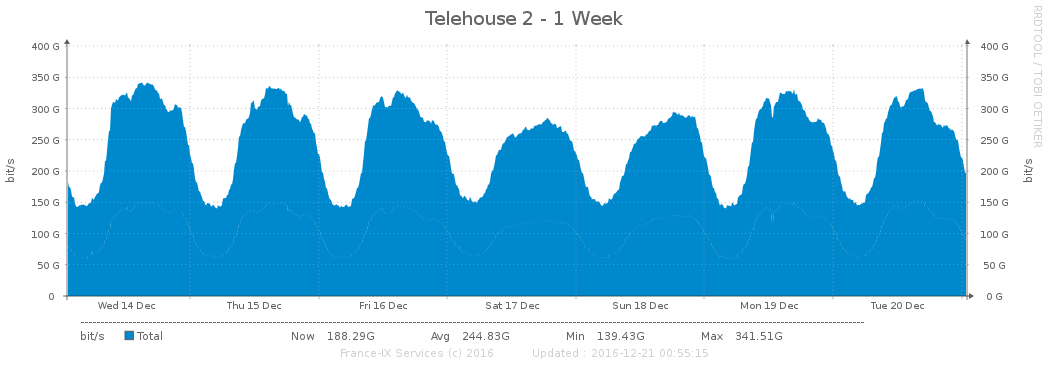 Telehouse 2 - 1 Week
RRDTOOL / TOBI OETIKER
400 G 400 G
350 G 350 G
300 G 300 G
250 G 250 G
200 G 200 G
150 G 150 G
100 G 100 G
50 G 50 G
0 0 G
bit/s bit/s
Wed 14 Dec Thu 15 Dec Fri 16 Dec Sat 17 Dec Sun 18 Dec Mon 19 Dec Tue 20 Dec
bit/s Total Now 188.29G Avg 244.83G Min 139.43G Max 341.51G
France-IX Services (c) 2016 Updated : 2016-12-21 00:55:15